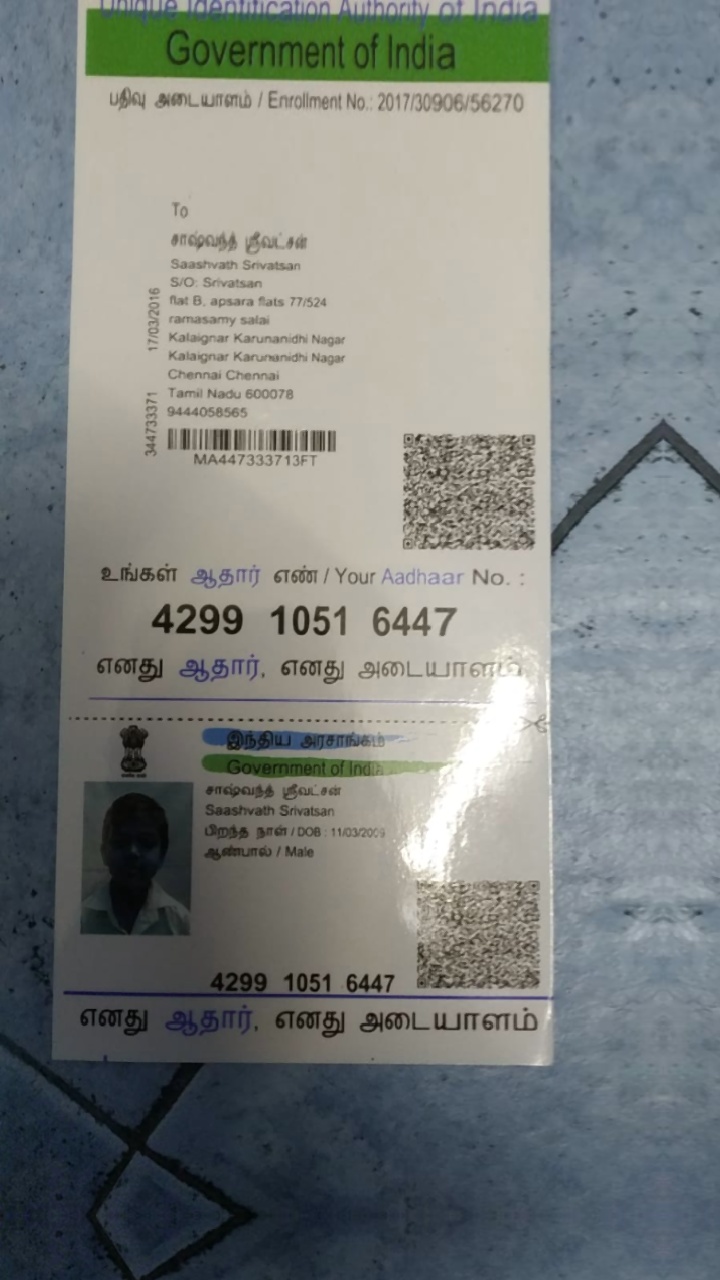 Unique Identification Authority of India
Government of India
பதிவு அடையாளம் / Enrollment No.: 2017/30906/56270
To
சாஷ்வந்த் ஸ்ரீவட்சன்
Saashvath Srivatsan
S/O: Srivatsan
flat B, apsara flats 77/524
ramasamy salai
Kalaignar Karunanidhi Nagar
Kalaignar Karunanidhi Nagar
Chennai Chennai
Tamil Nadu 600078
9444058565
344733371 17/03/2016
MA447333713FT
உங்கள் ஆதார் எண் / Your Aadhaar No. :
4299 1051 6447
எனது ஆதார், எனது அடையாளம்
இந்திய அரசாங்கம்
Government of India
சாஷ்வந்த் ஸ்ரீவட்சன்
Saashvath Srivatsan
பிறந்த நாள் / DOB : 11/03/2009
ஆண்பால் / Male
4299 1051 6447
எனது ஆதார், எனது அடையாளம்